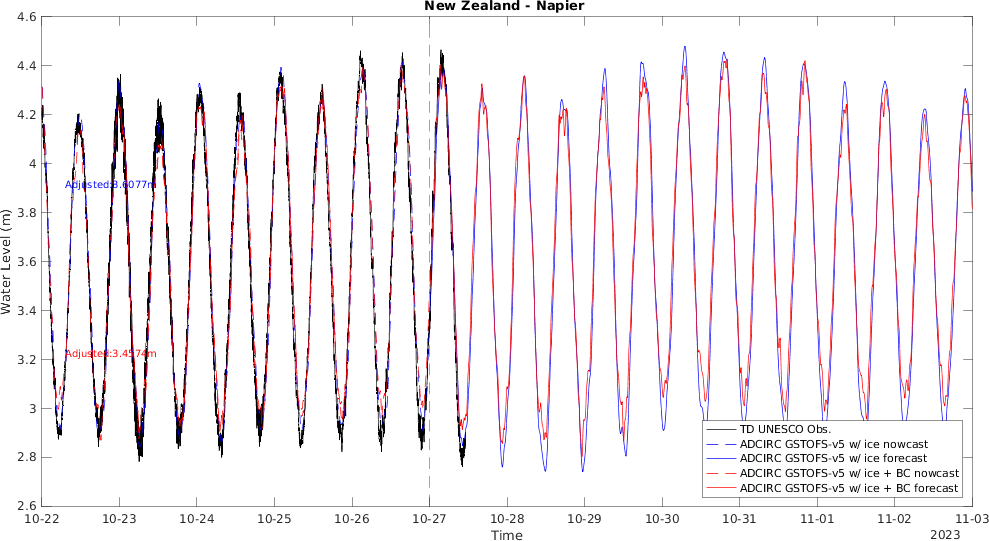 New Zealand - Napier
4.6
4.4
4.2
4
3.8
3.6
3.4
3.2
3
2.8
2.6
Water Level (m)
Adjusted:3.6077m
Adjusted:3.4574m
TD UNESCO Obs.
ADCIRC GSTOFS-v5 w/ ice nowcast
ADCIRC GSTOFS-v5 w/ ice forecast
ADCIRC GSTOFS-v5 w/ ice + BC nowcast
ADCIRC GSTOFS-v5 w/ ice + BC forecast
10-22 10-23 10-24 10-25 10-26 10-27 10-28 10-29 10-30 10-31 11-01 11-02 11-03
Time
2023